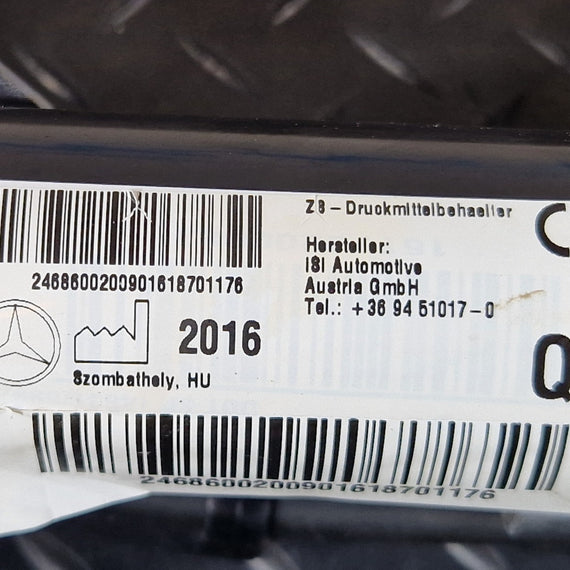 ZB-Druckmittelbehaelter
Hersteller:
ISI Automotive
Austria GmbH
Tel.: +36 94 51017-0
C
2468600200901618701176
2016
Szombathely, HU
Q
2468600200901618701176